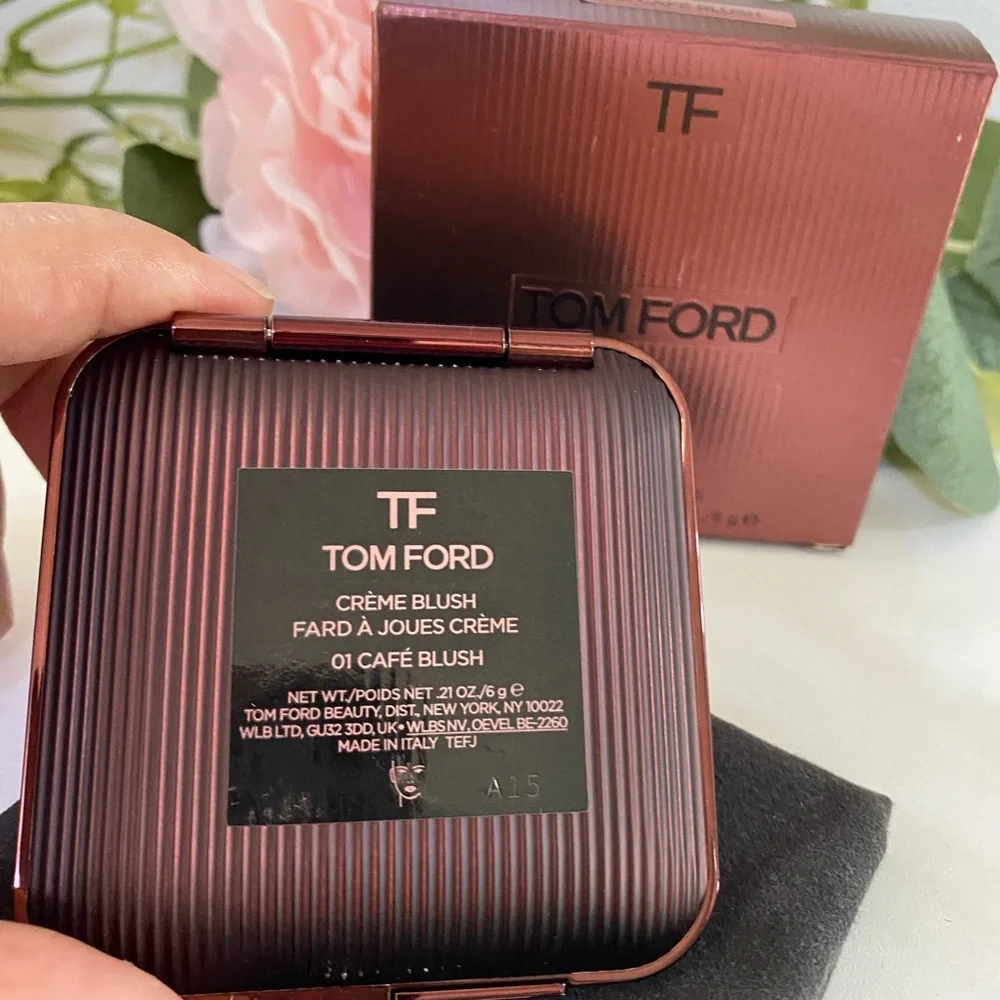 CAFÉ BLUSH
TF
TOM FORD
TF
TOM FORD
CRÈME BLUSH
FARD À JOUES CRÈME
01 CAFÉ BLUSH
NET WT./POIDS NET .21 OZ./6 g ℮
TOM FORD BEAUTY, DIST., NEW YORK, NY 10022
WLB LTD, GU32 3DD, UK • WLBS NV, OEVEL BE-2260
MADE IN ITALY TEFJ
A15